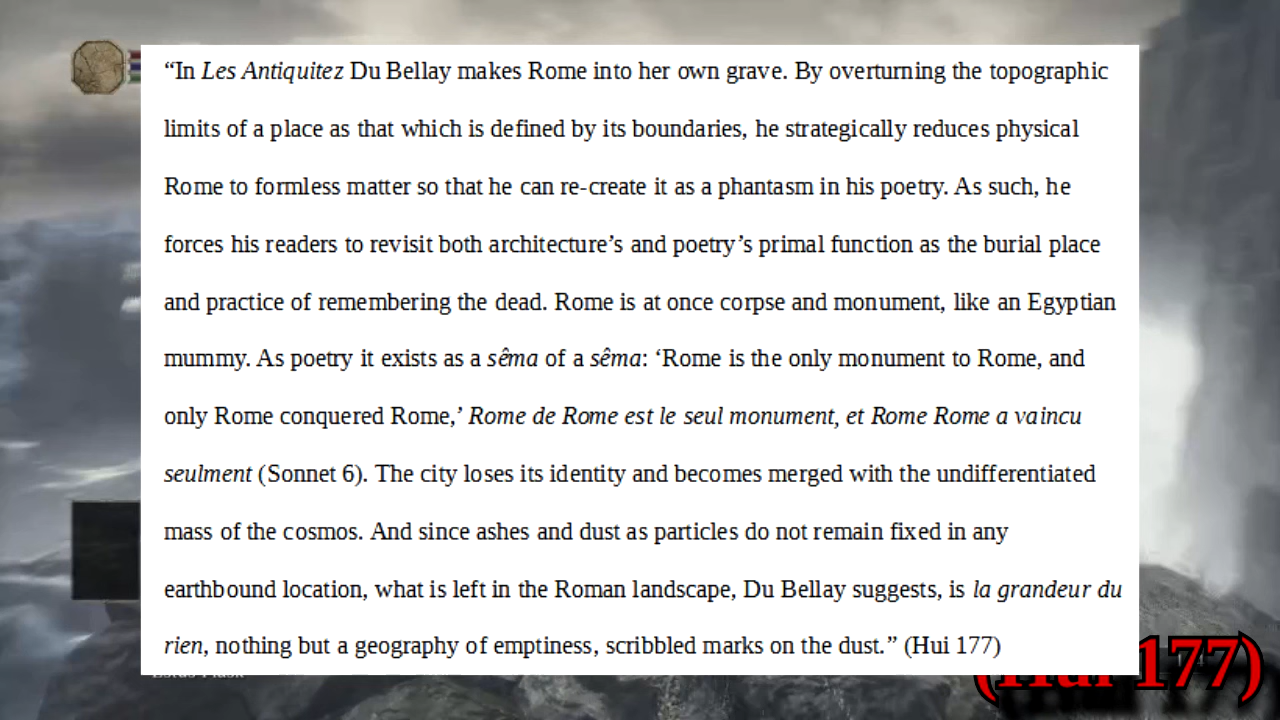 “In Les Antiquitez Du Bellay makes Rome into her own grave. By overturning the topographic
limits of a place as that which is defined by its boundaries, he strategically reduces physical
Rome to formless matter so that he can re-create it as a phantasm in his poetry. As such, he
forces his readers to revisit both architecture’s and poetry’s primal function as the burial place
and practice of remembering the dead. Rome is at once corpse and monument, like an Egyptian
mummy. As poetry it exists as a sêma of a sêma: ‘Rome is the only monument to Rome, and
only Rome conquered Rome,’ Rome de Rome est le seul monument, et Rome Rome a vaincu
seulment (Sonnet 6). The city loses its identity and becomes merged with the undifferentiated
mass of the cosmos. And since ashes and dust as particles do not remain fixed in any
earthbound location, what is left in the Roman landscape, Du Bellay suggests, is la grandeur du
rien, nothing but a geography of emptiness, scribbled marks on the dust.” (Hui 177)
(Hui 177)